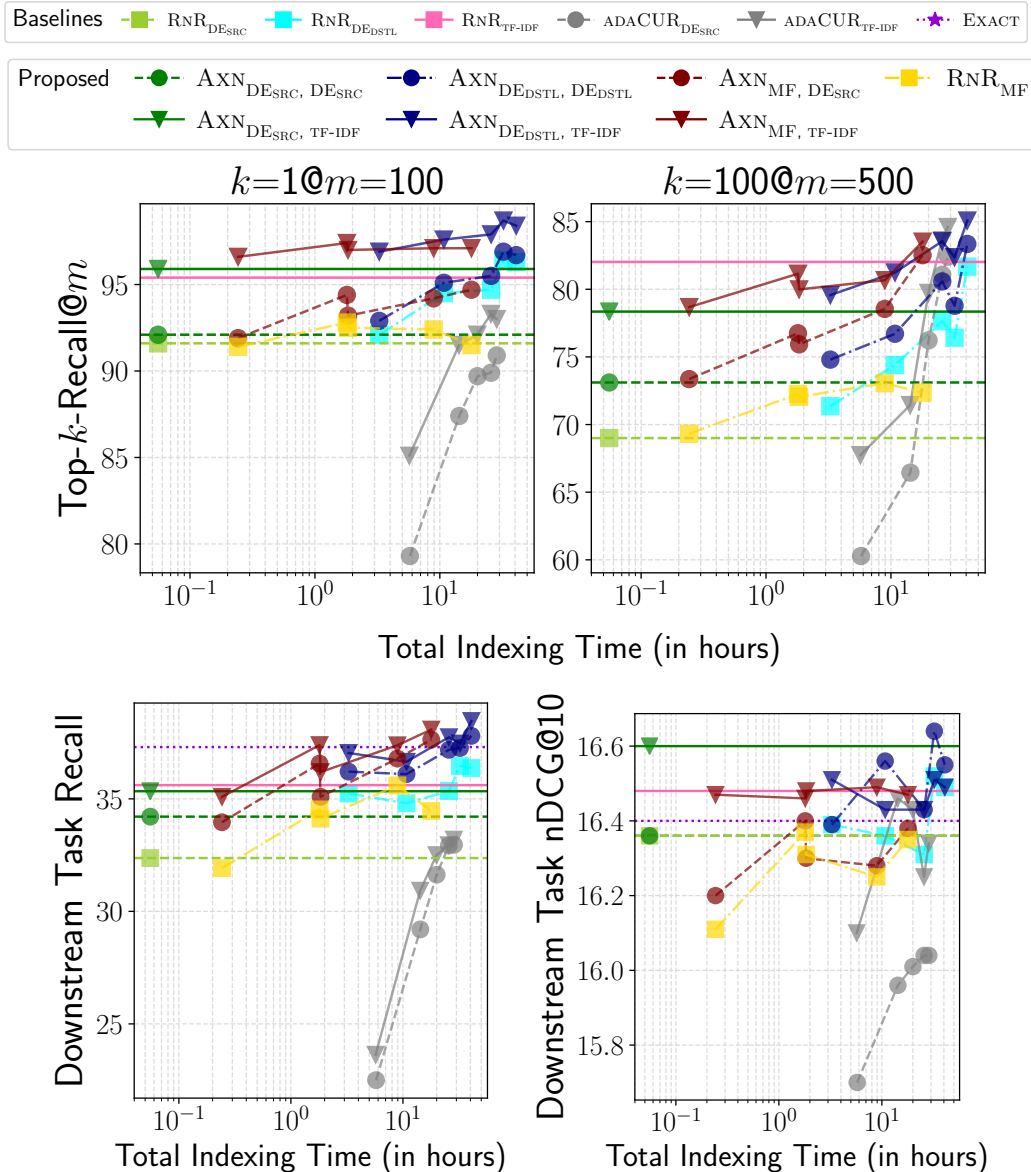 Baselines RNR_DE_SRC RNR_DE_DSTL RNR_TF-IDF ADACUR_DE_SRC ADACUR_TF-IDF EXACT
Proposed AXN_DE_SRC, DE_SRC AXN_DE_DSTL, DE_DSTL AXN_MF, DE_SRC RNR_MF
AXN_DE_SRC, TF-IDF AXN_DE_DSTL, TF-IDF AXN_MF, TF-IDF
k=1@m=100
k=100@m=500
Top-k-Recall@m
95
90
85
80
10^-1 10^0 10^1
85
80
75
70
65
60
10^-1 10^0 10^1
Total Indexing Time (in hours)
Downstream Task Recall
35
30
25
10^-1 10^0 10^1
Total Indexing Time (in hours)
Downstream Task nDCG@10
16.6
16.4
16.2
16.0
15.8
10^-1 10^0 10^1
Total Indexing Time (in hours)